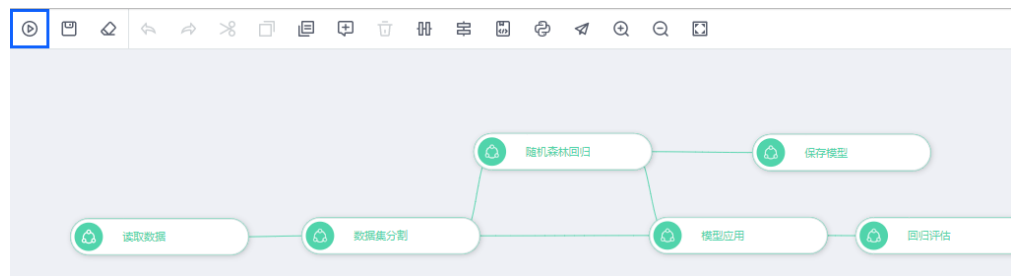 随机森林回归
保存模型
读取数据
数据集分割
模型应用
回归评估